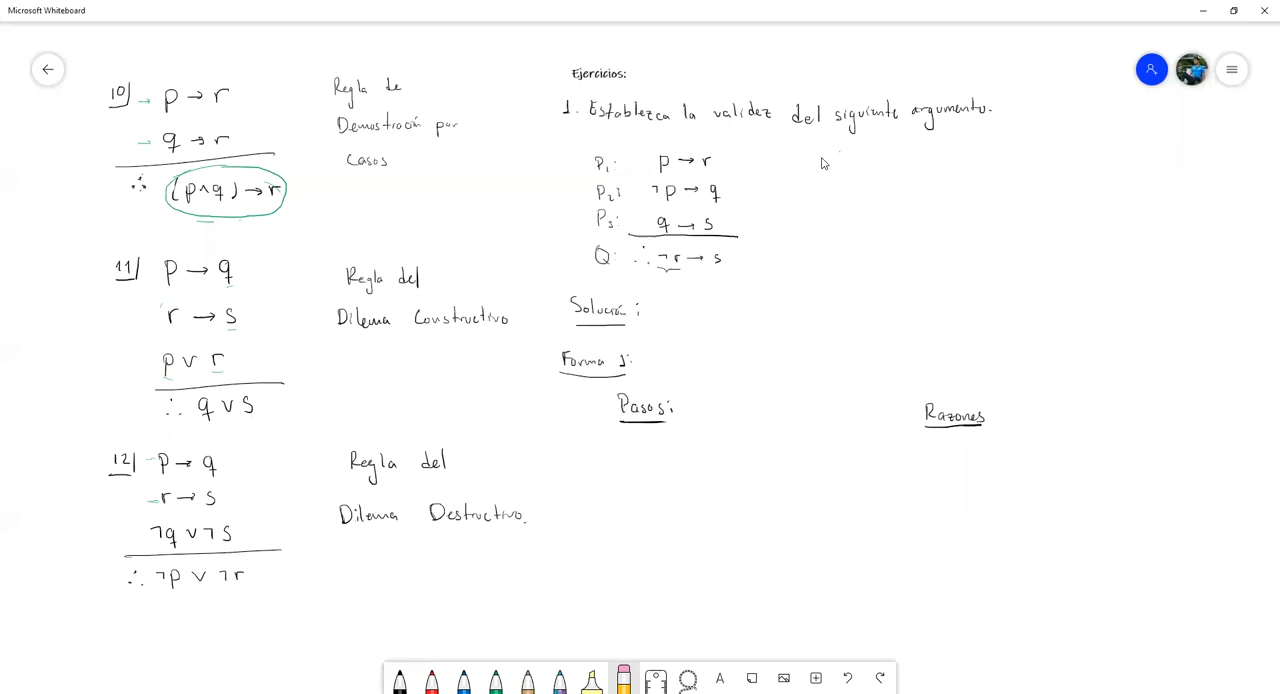 Microsoft Whiteboard
10) → p → r
→ q → r
∴ (p ∧ q) → r
Regla de
Demostración por
Casos
11) p → q
r → s
p ∨ r
∴ q ∨ s
Regla del
Dilema Constructivo
12) p → q
r → s
¬q ∨ ¬s
∴ ¬p ∨ ¬r
Regla del
Dilema Destructivo.
Ejercicios:
1. Establezca la validez del siguiente argumento.
P1: p → r
P2: ¬p → q
P3: q → s
Q: ∴ ¬r → s
Solución:
Forma 1:
Pasos: Razones
A